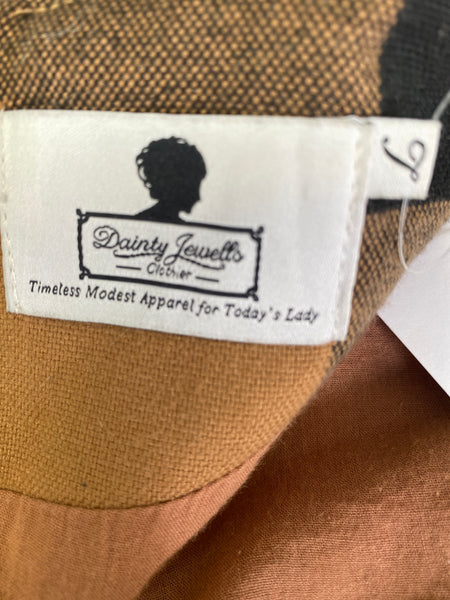 Dainty Jewell's
Clothier
Timeless Modest Apparel for Today's Lady